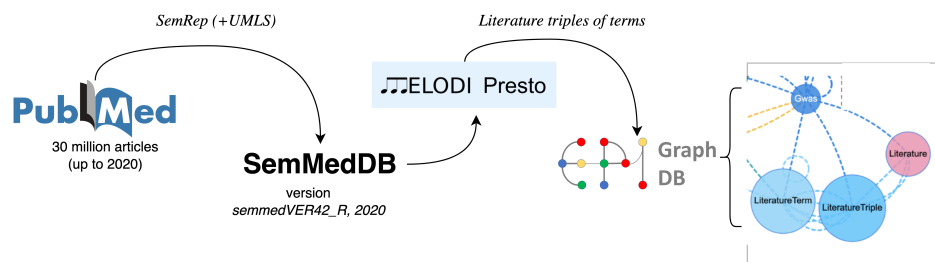 SemRep (+UMLS)
Literature triples of terms
PubMed
30 million articles
(up to 2020)
SemMedDB
version
semmedVER42_R, 2020
MELODI Presto
Graph
DB
Gwas
Literature
LiteratureTerm
LiteratureTriple